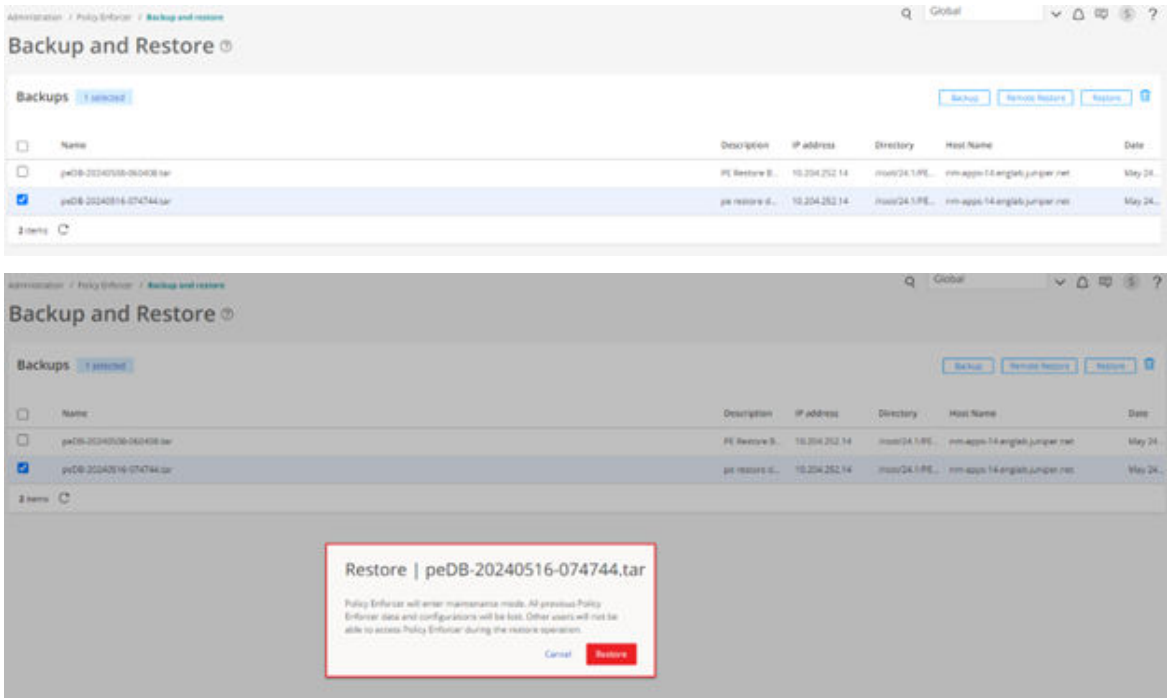 Administration / Policy Enforcer / Backup and restore
Global
?
Backup and Restore
Backups 1 selected
Backup Remote Restore Restore
Name Description IP address Directory Host Name Date
PE Restore B... 10.204.252.14 /root/24.1/PE... nm-apps-14.englab.juniper.net May 24...
peDB-20240516-074744.tar pe restore d... 10.204.252.14 /root/24.1/PE... nm-apps-14.englab.juniper.net May 24...
2 items
Administration / Policy Enforcer / Backup and restore
Global
?
Backup and Restore
Backups 1 selected
Backup Remote Restore Restore
Name Description IP address Directory Host Name Date
PE Restore B... 10.204.252.14 /root/24.1/PE... nm-apps-14.englab.juniper.net May 24...
peDB-20240516-074744.tar pe restore d... 10.204.252.14 /root/24.1/PE... nm-apps-14.englab.juniper.net May 24...
2 items
Restore | peDB-20240516-074744.tar
Policy Enforcer will enter maintenance mode. All previous Policy
Enforcer data and configurations will be lost. Other users will not be
able to access Policy Enforcer during the restore operation.
Cancel Restore